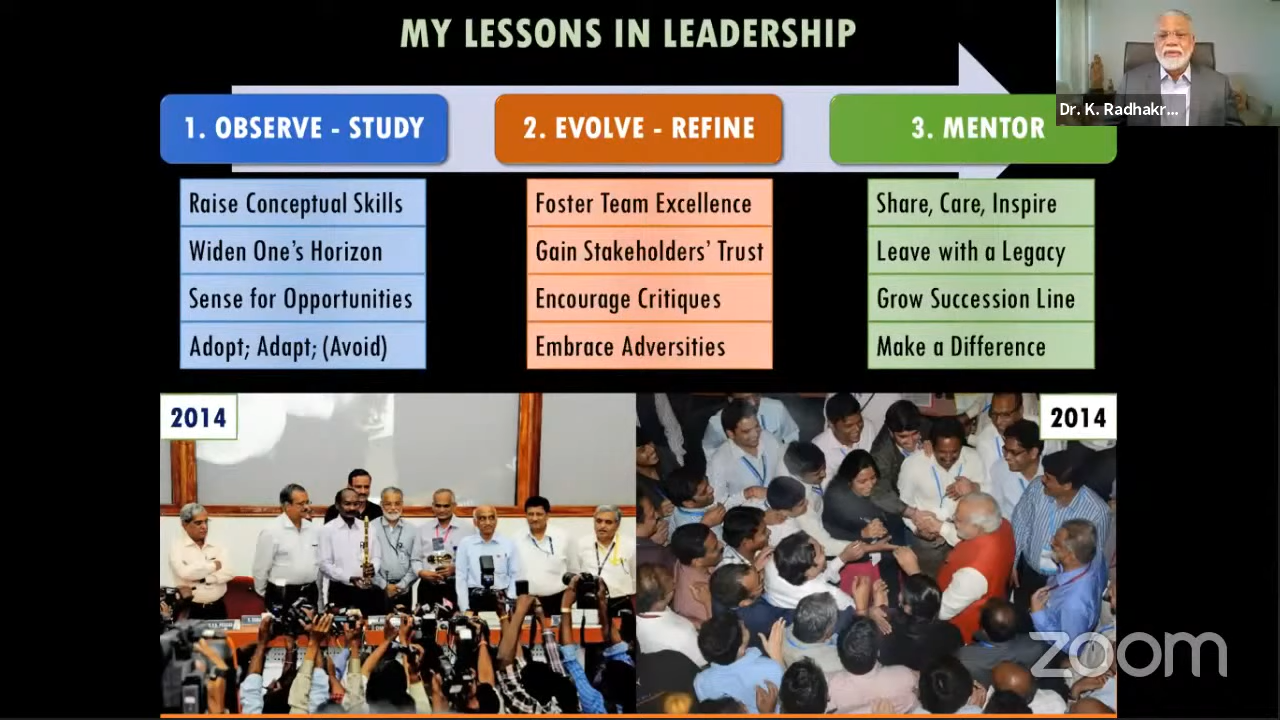 MY LESSONS IN LEADERSHIP
Dr. K. Radhakr...
1. OBSERVE - STUDY
2. EVOLVE - REFINE
3. MENTOR
Raise Conceptual Skills
Widen One's Horizon
Sense for Opportunities
Adopt; Adapt; (Avoid)
Foster Team Excellence
Gain Stakeholders' Trust
Encourage Critiques
Embrace Adversities
Share, Care, Inspire
Leave with a Legacy
Grow Succession Line
Make a Difference
2014
2014
zoom